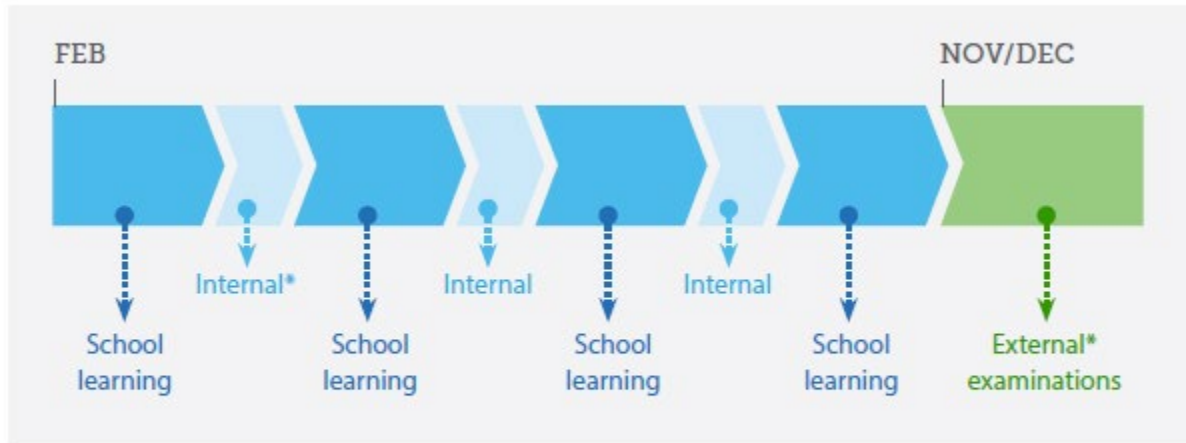 FEB
NOV/DEC
Internal*
Internal
Internal
School
learning
School
learning
School
learning
School
learning
External*
examinations